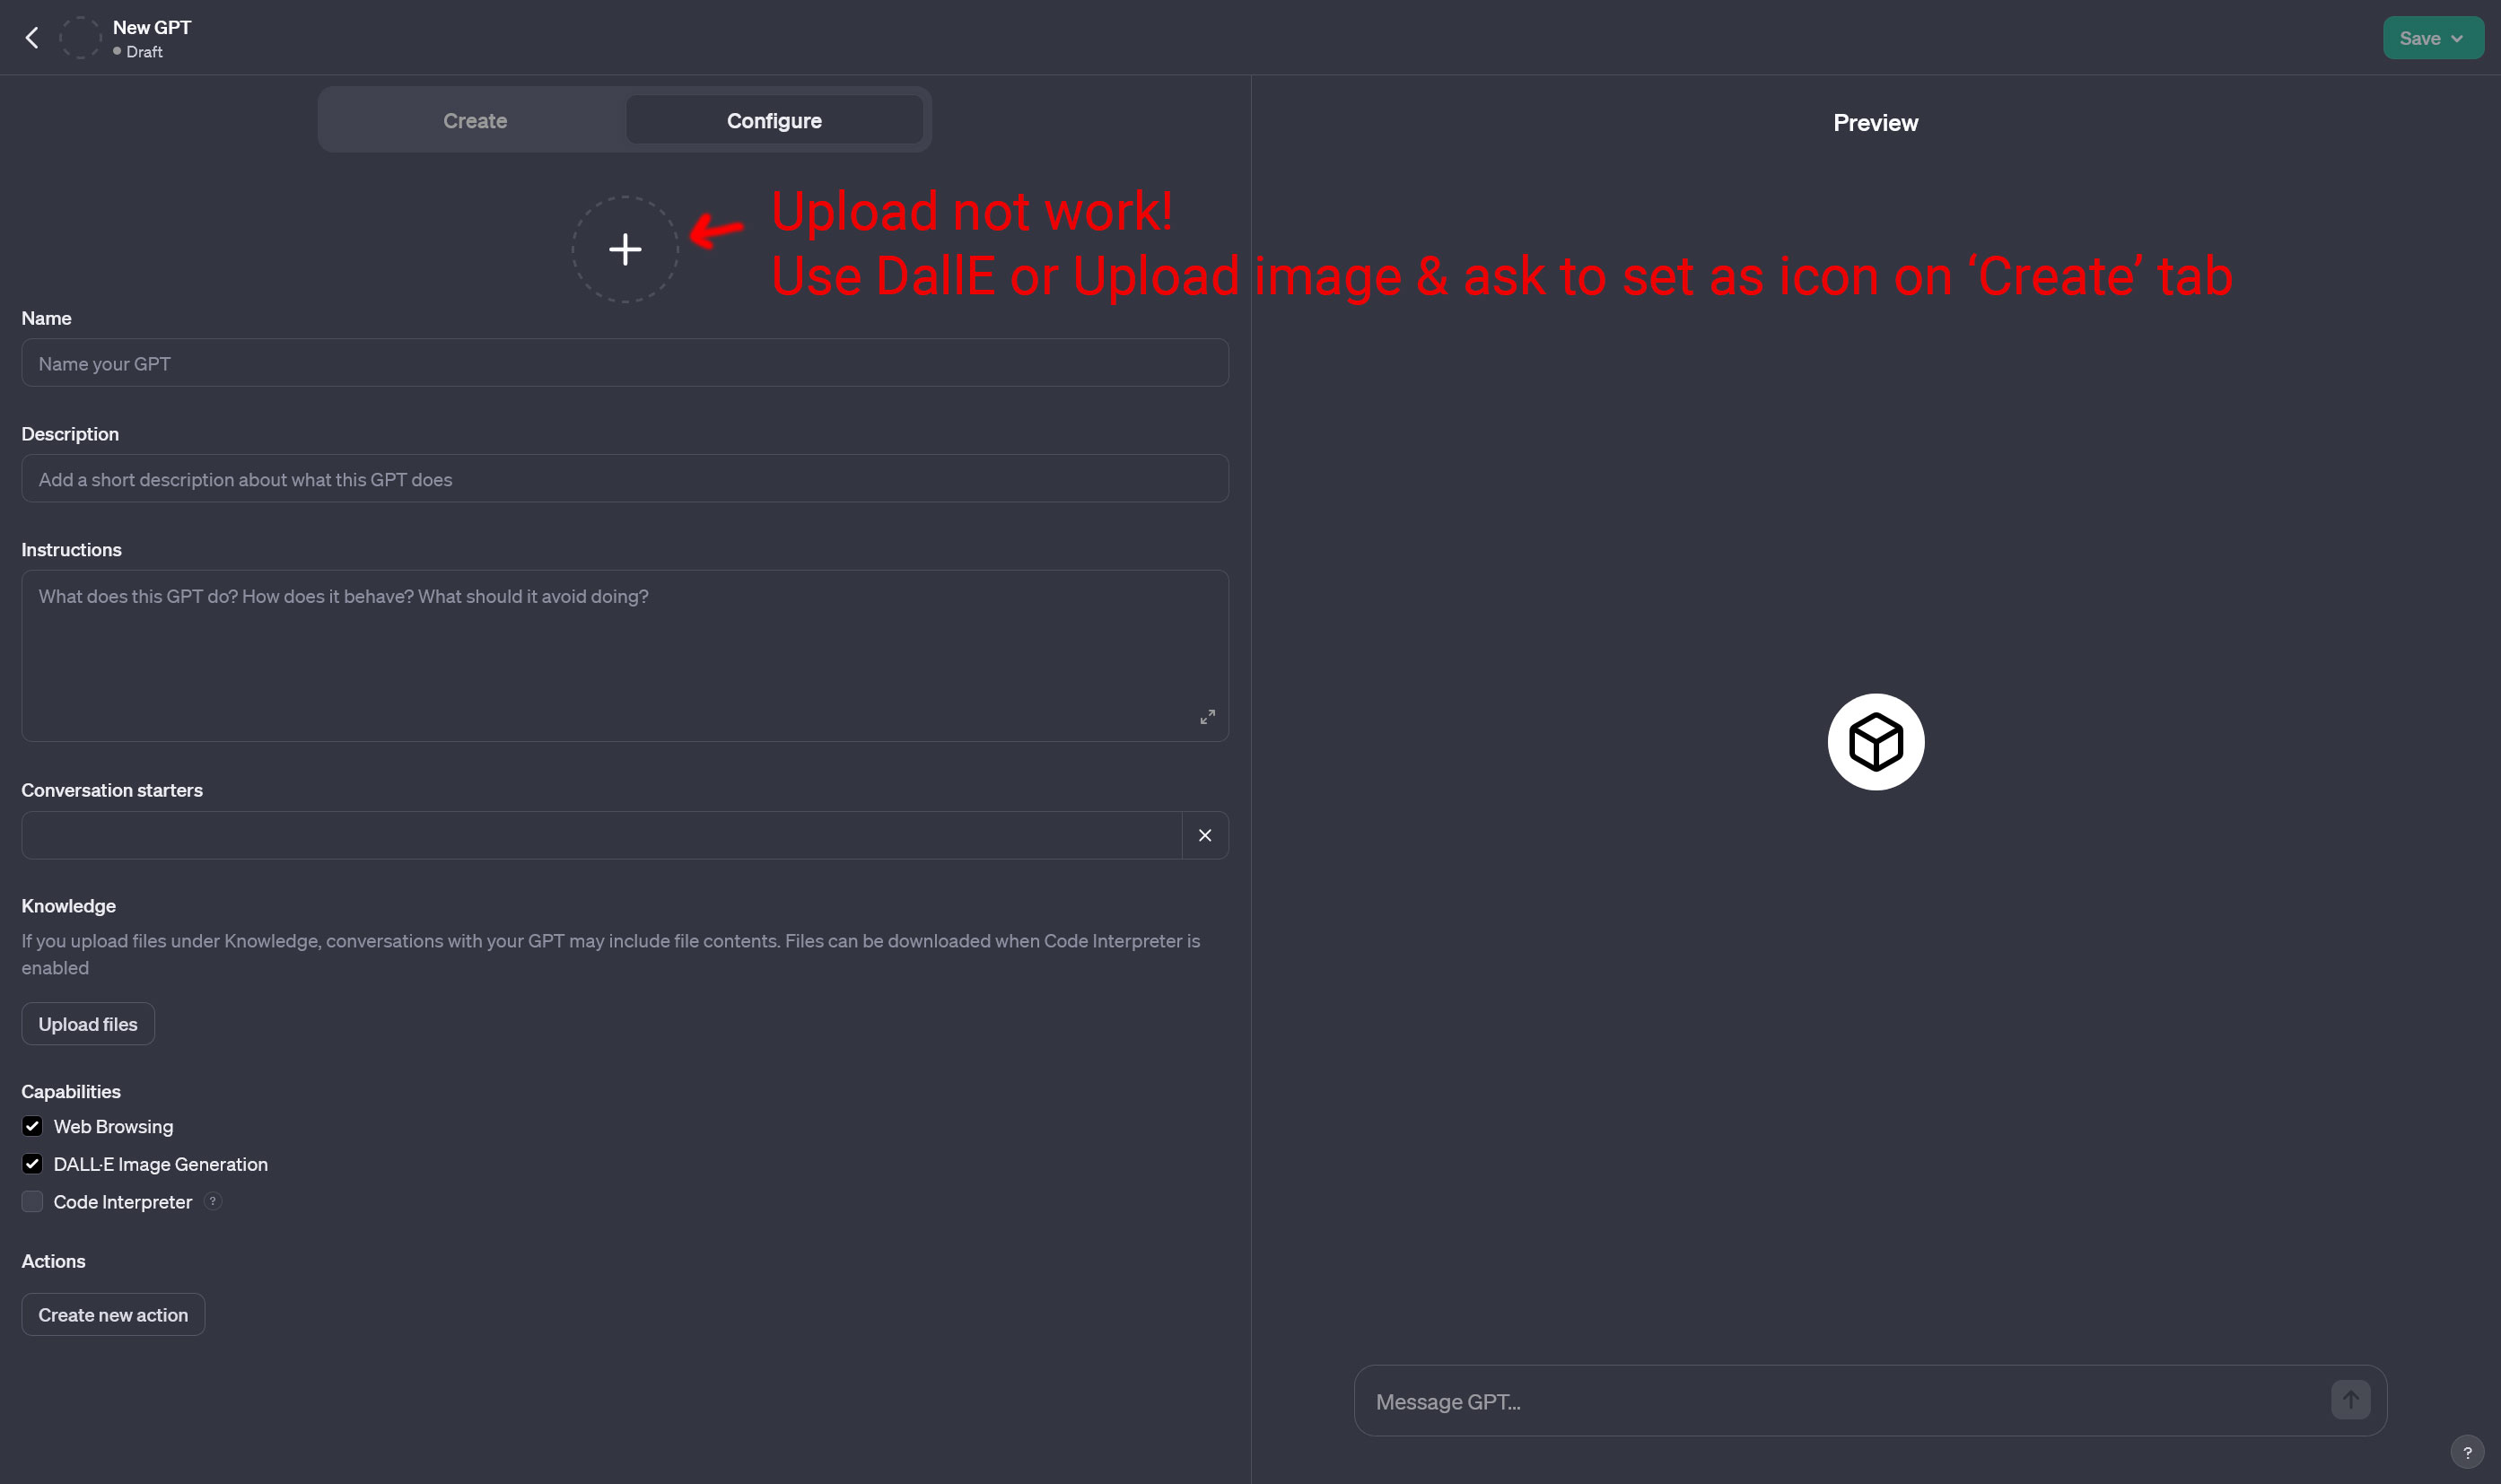 New GPT
Draft
Save
Create
Configure
Preview
Upload not work!
Use DallE or Upload image & ask to set as icon on ‘Create’ tab
Name
Name your GPT
Description
Add a short description about what this GPT does
Instructions
What does this GPT do? How does it behave? What should it avoid doing?
Conversation starters
Knowledge
If you upload files under Knowledge, conversations with your GPT may include file contents. Files can be downloaded when Code Interpreter is
enabled
Upload files
Capabilities
Web Browsing
DALL·E Image Generation
Code Interpreter ?
Actions
Create new action
Message GPT…
?